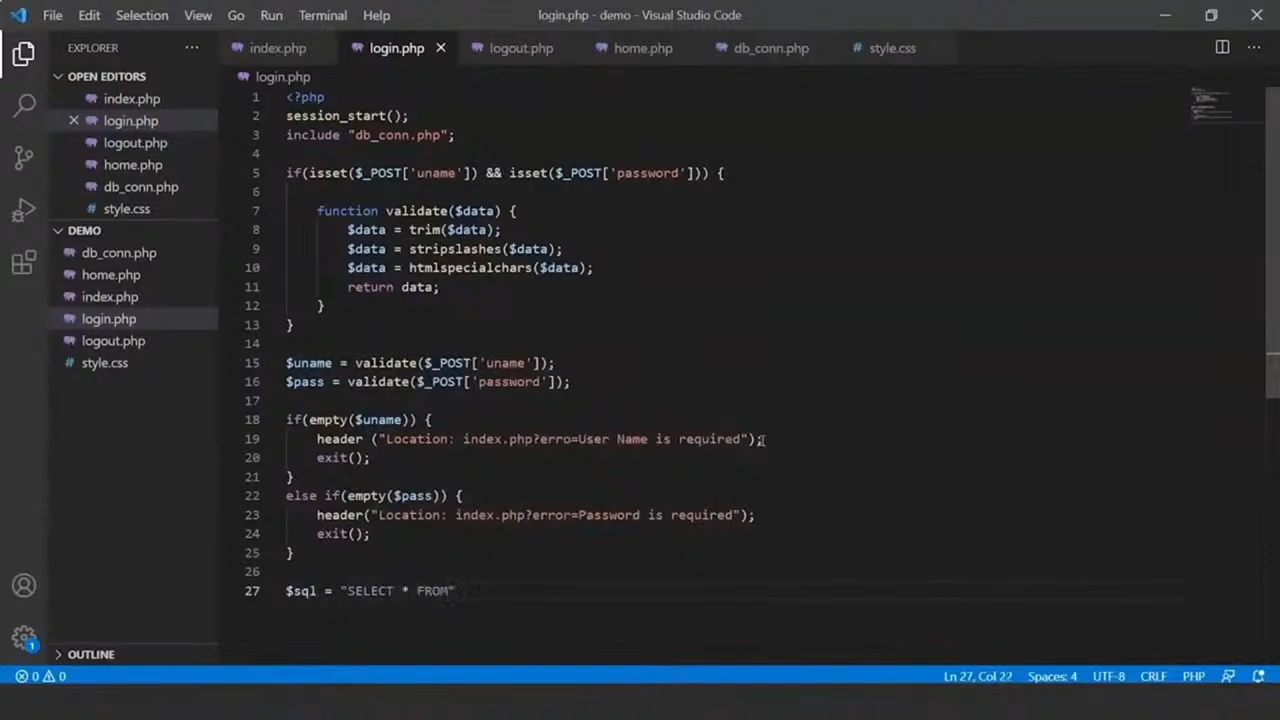 File Edit Selection View Go Run Terminal Help login.php - demo - Visual Studio Code
EXPLORER ... index.php login.php logout.php home.php db_conn.php # style.css ...
OPEN EDITORS
index.php
login.php
logout.php
home.php
db_conn.php
# style.css
DEMO
db_conn.php
home.php
index.php
login.php
logout.php
# style.css
OUTLINE
login.php
1 <?php
2 session_start();
3 include "db_conn.php";
4
5 if(isset($_POST['uname']) && isset($_POST['password'])) {
6
7 function validate($data) {
8 $data = trim($data);
9 $data = stripslashes($data);
10 $data = htmlspecialchars($data);
11 return data;
12 }
13 }
14
15 $uname = validate($_POST['uname']);
16 $pass = validate($_POST['password']);
17
18 if(empty($uname)) {
19 header ("Location: index.php?erro=User Name is required");
20 exit();
21 }
22 else if(empty($pass)) {
23 header("Location: index.php?error=Password is required");
24 exit();
25 }
26
27 $sql = "SELECT * FROM"
1
0 0 Ln 27, Col 22 Spaces: 4 UTF-8 CRLF PHP